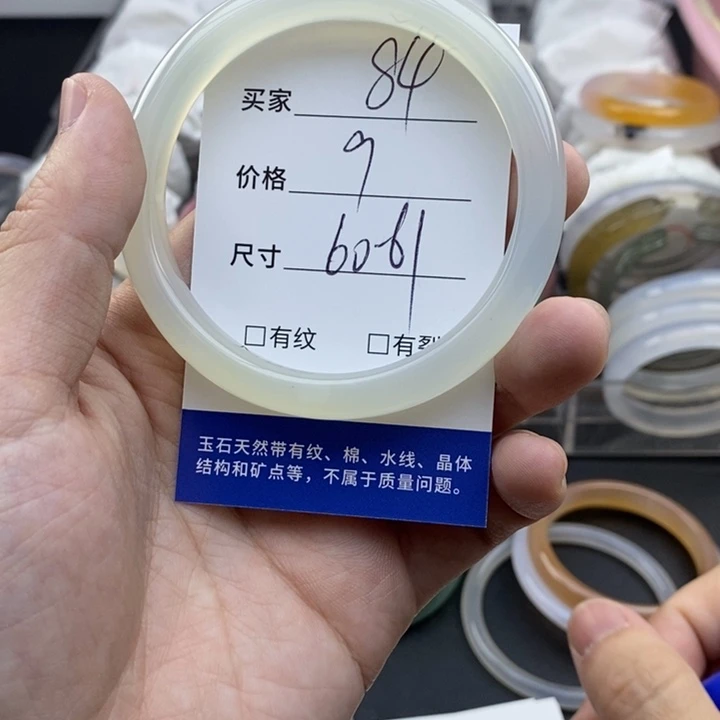 买家 84
价格 9
尺寸 60-61
□有纹 □有裂
玉石天然带有纹、棉、水线、晶体
结构和矿点等，不属于质量问题。